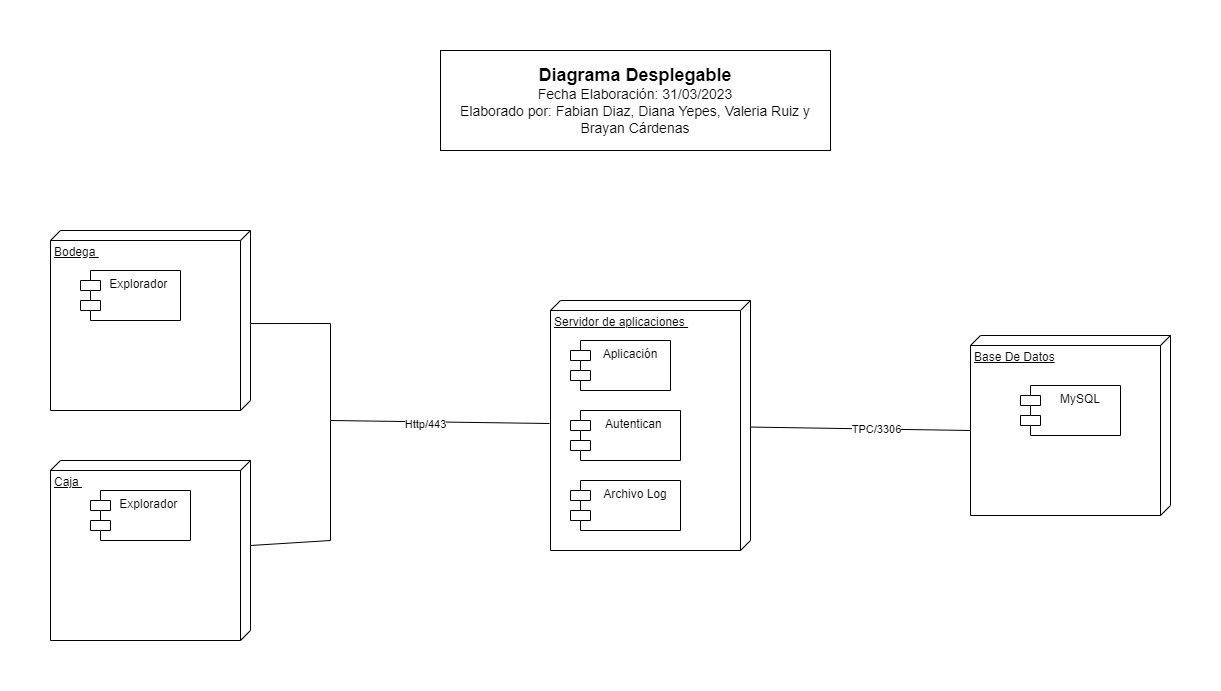 Diagrama Desplegable
Fecha Elaboración: 31/03/2023
Elaborado por: Fabian Diaz, Diana Yepes, Valeria Ruiz y
Brayan Cárdenas
Bodega
Explorador
Caja
Explorador
Http/443
Servidor de aplicaciones
Aplicación
Autentican
Archivo Log
TPC/3306
Base De Datos
MySQL